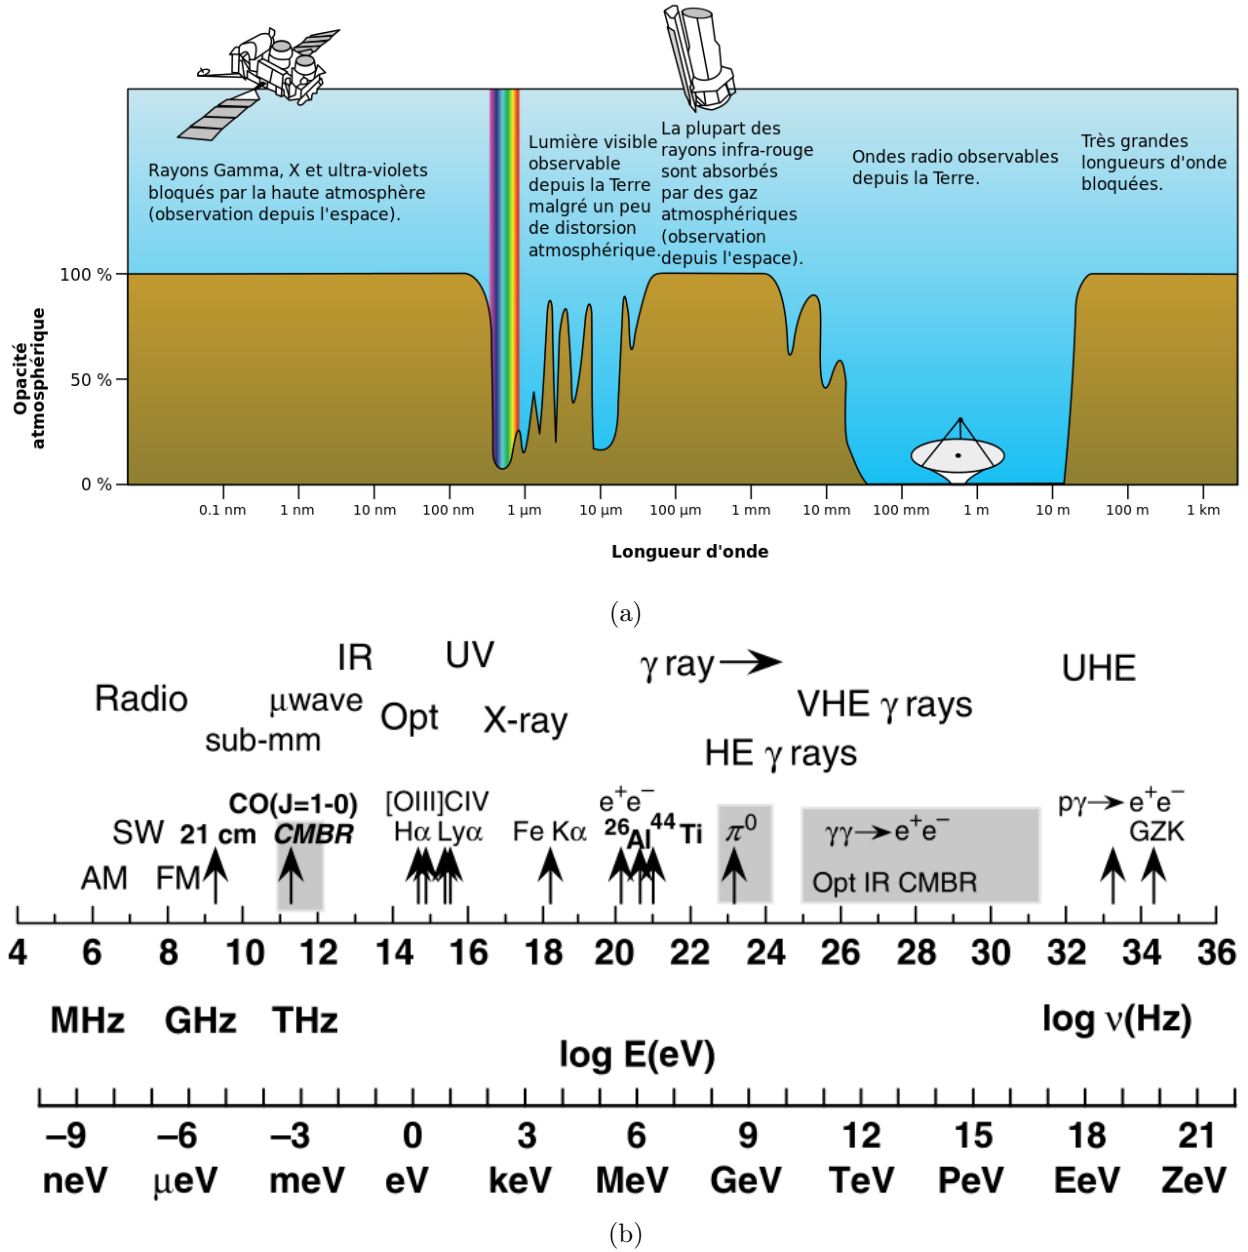 Rayons Gamma, X et ultra-violets
bloqués par la haute atmosphère
(observation depuis l'espace).
Lumière visible
observable
depuis la Terre
malgré un peu
de distorsion
atmosphérique.
La plupart des
rayons infra-rouge
sont absorbés
par des gaz
atmosphériques
(observation
depuis l'espace).
Ondes radio observables
depuis la Terre.
Très grandes
longueurs d'onde
bloquées.
100 %
50 %
0 %
Opacité
atmosphérique
0.1 nm 1 nm 10 nm 100 nm 1 µm 10 µm 100 µm 1 mm 10 mm 100 mm 1 m 10 m 100 m 1 km
Longueur d'onde
(a)
IR UV γ ray UHE
Radio µwave Opt X-ray VHE γ rays
sub-mm HE γ rays
CO(J=1-0) [OIII]CIV e⁺e⁻ pγ→e⁺e⁻
SW 21 cm CMBR Hα Lyα Fe Kα ²⁶Al ⁴⁴Ti π⁰ γγ→e⁺e⁻ GZK
AM FM Opt IR CMBR
4 6 8 10 12 14 16 18 20 22 24 26 28 30 32 34 36
MHz GHz THz log ν(Hz)
log E(eV)
–9 –6 –3 0 3 6 9 12 15 18 21
neV µeV meV eV keV MeV GeV TeV PeV EeV ZeV
(b)